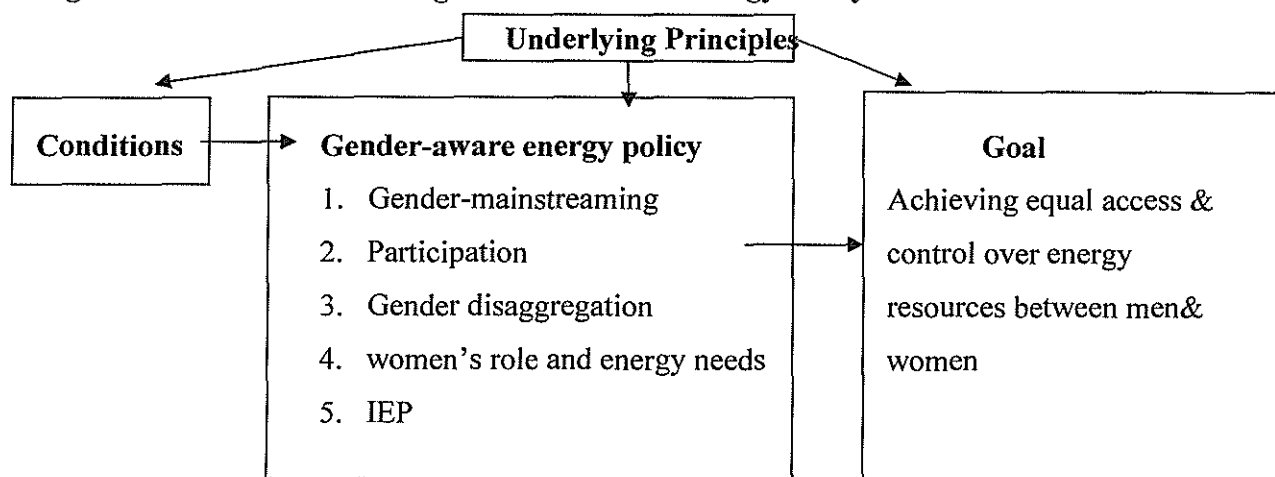 Underlying Principles
Conditions
Gender-aware energy policy
1. Gender-mainstreaming
2. Participation
3. Gender disaggregation
4. women's role and energy needs
5. IEP
Goal
Achieving equal access &
control over energy
resources between men&
women